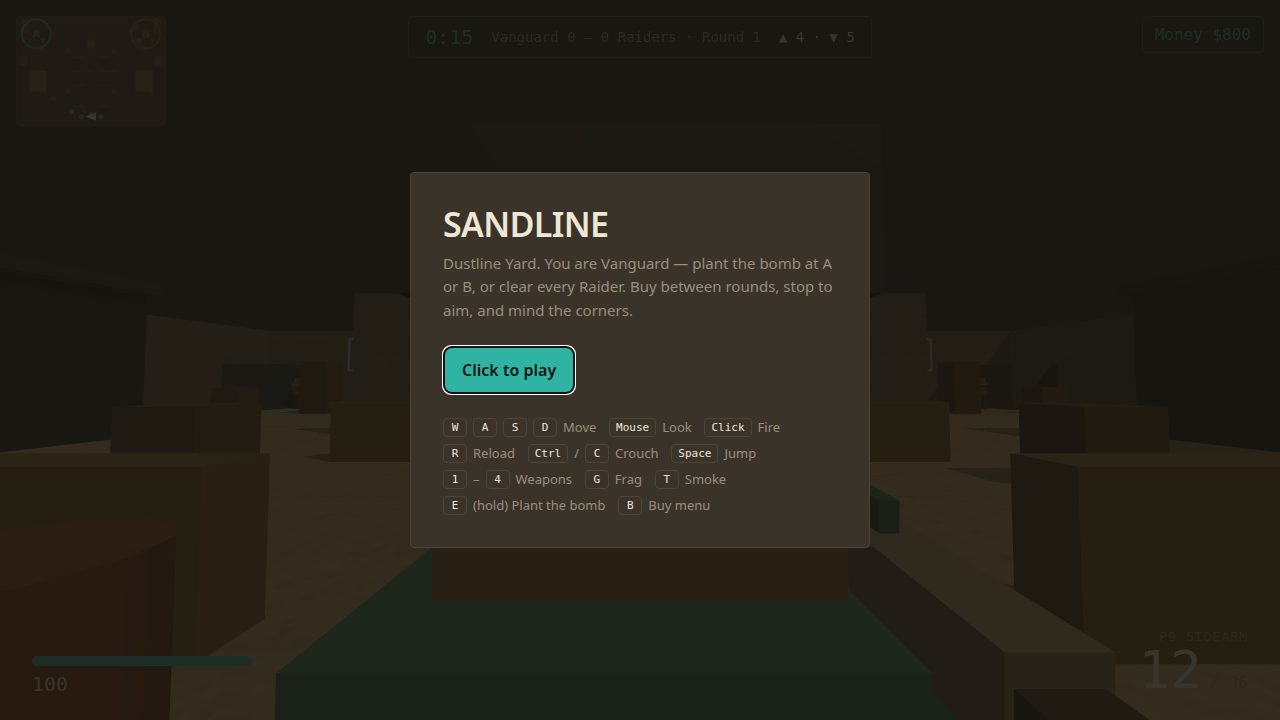 0:15 Vanguard 0 — 0 Raiders · Round 1 ▲ 4 · ▼ 5
Money $800
A
B
SANDLINE
Dustline Yard. You are Vanguard — plant the bomb at A
or B, or clear every Raider. Buy between rounds, stop to
aim, and mind the corners.
Click to play
W A S D Move Mouse Look Click Fire
R Reload Ctrl / C Crouch Space Jump
1 – 4 Weapons G Frag T Smoke
E (hold) Plant the bomb B Buy menu
P9 SIDEARM
100
12 / 36